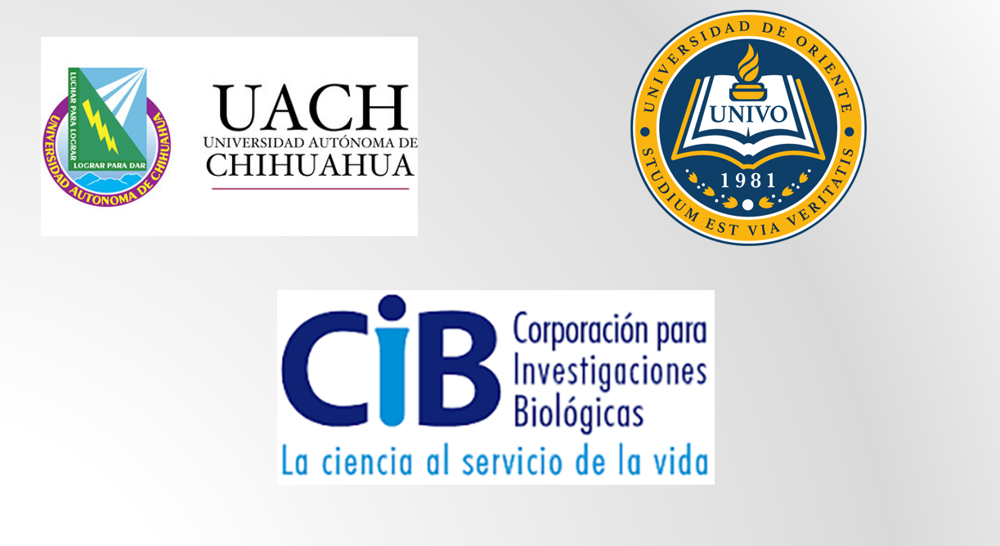 LUCHAR PARA LOGRAR
LOGRAR PARA DAR
UNIVERSIDAD AUTONOMA DE CHIHUAHUA
UACH
UNIVERSIDAD AUTÓNOMA DE
CHIHUAHUA
UNIVERSIDAD DE ORIENTE
UNIVO
1981
STUDIUM EST VIA VERITATIS
CiB
Corporación para
Investigaciones
Biológicas
La ciencia al servicio de la vida